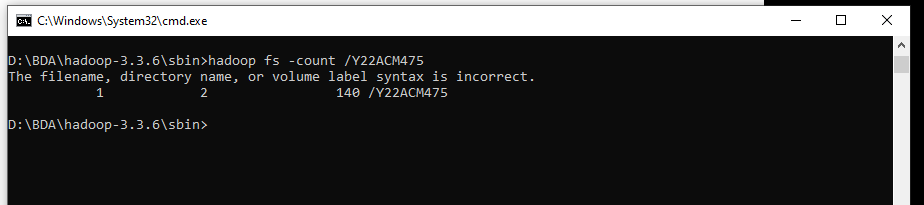 C:\Windows\System32\cmd.exe
D:\BDA\hadoop-3.3.6\sbin>hadoop fs -count /Y22ACM475
The filename, directory name, or volume label syntax is incorrect.
           1            2                140 /Y22ACM475
D:\BDA\hadoop-3.3.6\sbin>